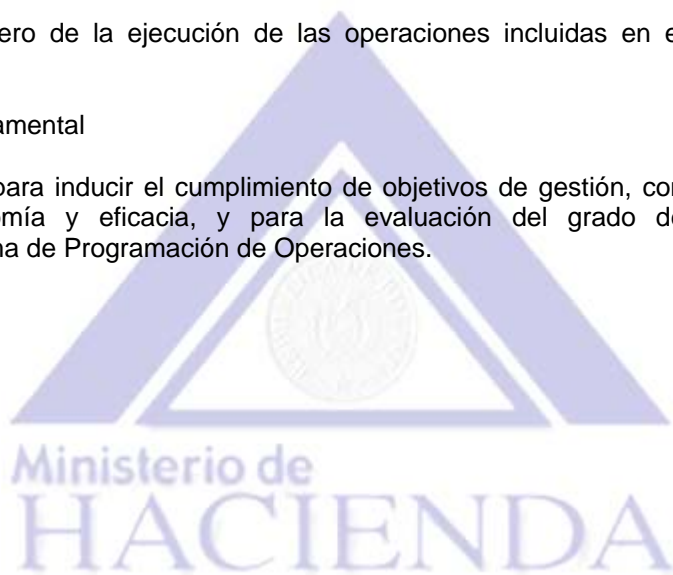 ero de la ejecución de las operaciones incluidas en e
amental
para inducir el cumplimiento de objetivos de gestión, con
omía y eficacia, y para la evaluación del grado de
na de Programación de Operaciones.
Ministerio de
HACIENDA